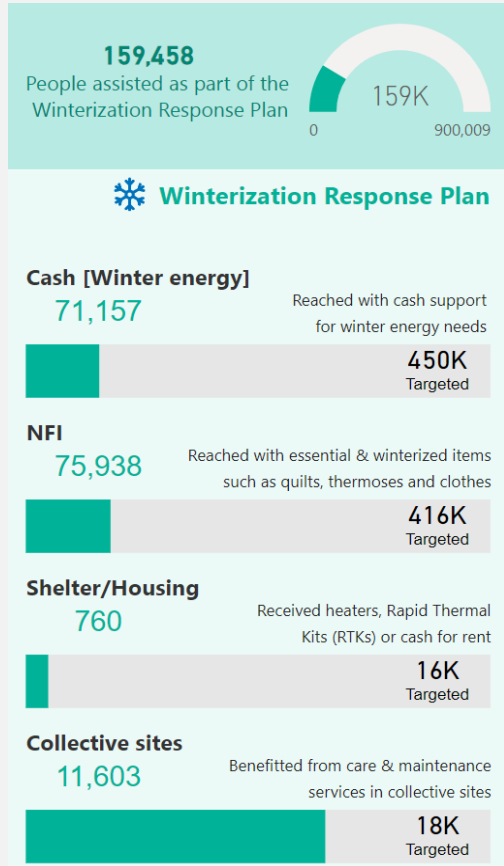 159,458
People assisted as part of the
Winterization Response Plan
159K
0
900,009
Winterization Response Plan
Cash [Winter energy]
71,157
Reached with cash support
for winter energy needs
450K
Targeted
NFI
75,938
Reached with essential & winterized items
such as quilts, thermoses and clothes
416K
Targeted
Shelter/Housing
760
Received heaters, Rapid Thermal
Kits (RTKs) or cash for rent
16K
Targeted
Collective sites
11,603
Benefitted from care & maintenance
services in collective sites
18K
Targeted